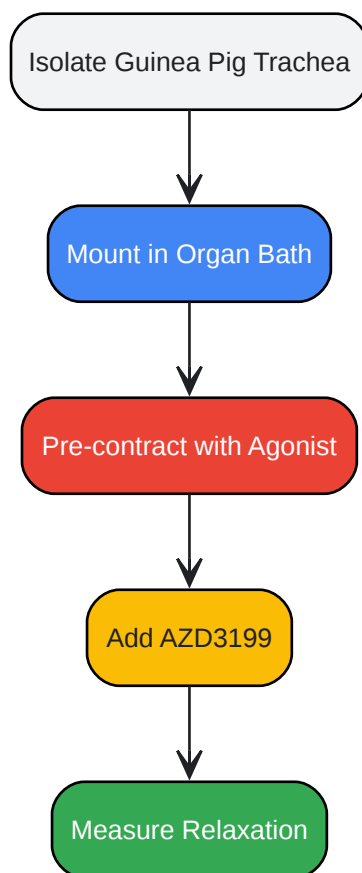 Isolate Guinea Pig Trachea
Mount in Organ Bath
Pre-contract with Agonist
Add AZD3199
Measure Relaxation